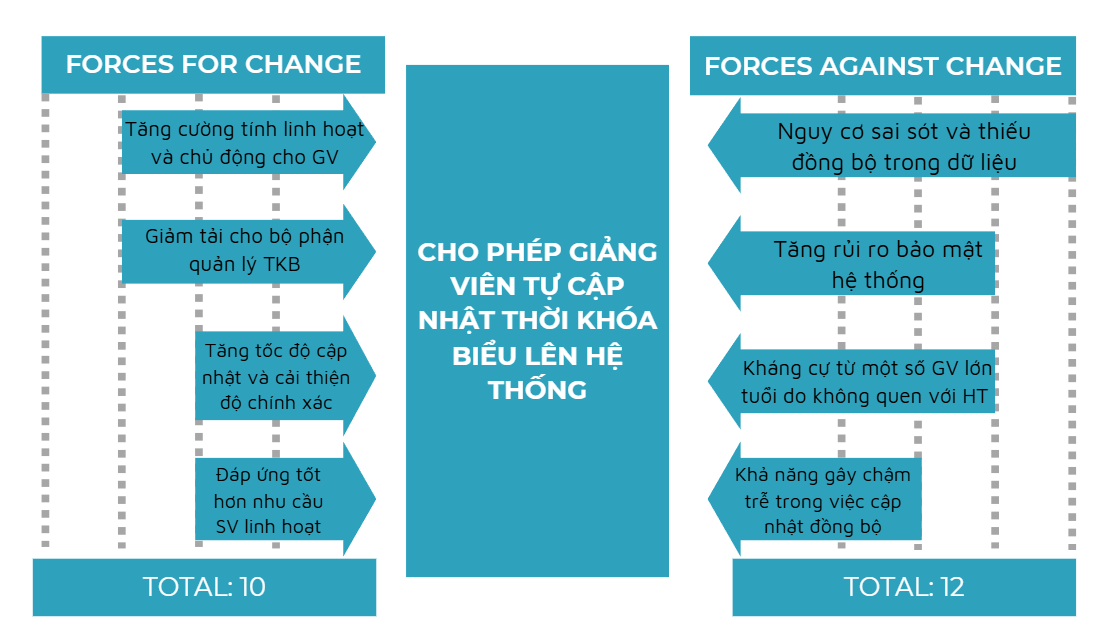 FORCES FOR CHANGE
Tăng cường tính linh hoạt
và chủ động cho GV
Giảm tải cho bộ phận
quản lý TKB
Tăng tốc độ cập
nhật và cải thiện
độ chính xác
Đáp ứng tốt
hơn nhu cầu
SV linh hoạt
TOTAL: 10
CHO PHÉP GIẢNG
VIÊN TỰ CẬP
NHẬT THỜI KHÓA
BIỂU LÊN HỆ
THỐNG
FORCES AGAINST CHANGE
Nguy cơ sai sót và thiếu
đồng bộ trong dữ liệu
Tăng rủi ro bảo mật
hệ thống
Kháng cự từ một số GV lớn
tuổi do không quen với HT
Khả năng gây chậm
trễ trong việc cập
nhật đồng bộ
TOTAL: 12